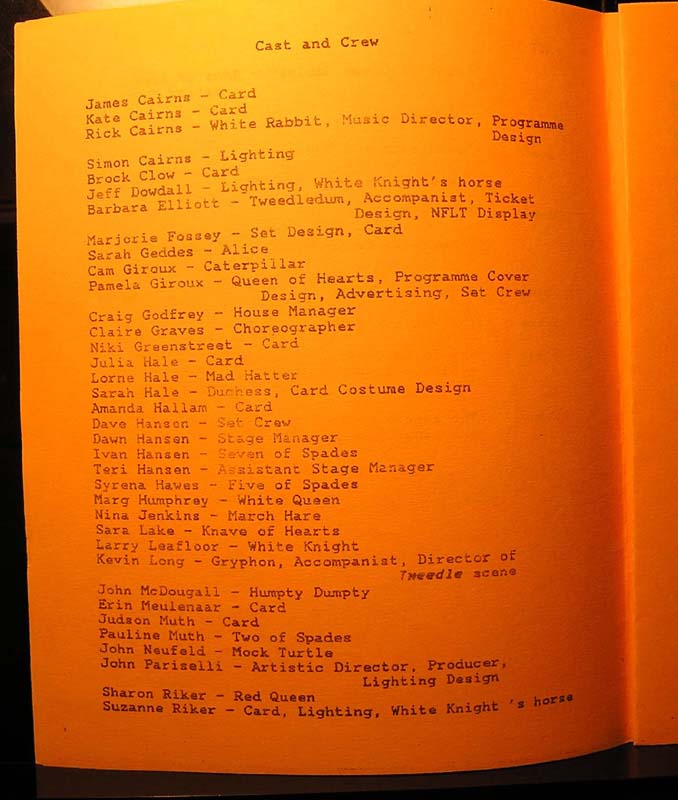 Cast and Crew
James Cairns - Card
Kate Cairns - Card
Rick Cairns - White Rabbit, Music Director, Programme
Design
Simon Cairns - Lighting
Brock Clow - Card
Jeff Dowdall - Lighting, White Knight's horse
Barbara Elliott - Tweedledum, Accompanist, Ticket
Design, NFLT Display
Marjorie Fossey - Set Design, Card
Sarah Geddes - Alice
Cam Giroux - Caterpillar
Pamela Giroux - Queen of Hearts, Programme Cover
Design, Advertising, Set Crew
Craig Godfrey - House Manager
Claire Graves - Choreographer
Niki Greenstreet - Card
Julia Hale - Card
Lorne Hale - Mad Hatter
Sarah Hale - Duchess, Card Costume Design
Amanda Hallam - Card
Dave Hansen - Set Crew
Dawn Hansen - Stage Manager
Ivan Hansen - Seven of Spades
Teri Hansen - Assistant Stage Manager
Syrena Hawes - Five of Spades
Marg Humphrey - White Queen
Nina Jenkins - March Hare
Sara Lake - Knave of Hearts
Larry Leafloor - White Knight
Kevin Long - Gryphon, Accompanist, Director of
Tweedle scene
John McDougall - Humpty Dumpty
Erin Meulenaar - Card
Judson Muth - Card
Pauline Muth - Two of Spades
John Neufeld - Mock Turtle
John Pariselli - Artistic Director, Producer,
Lighting Design
Sharon Riker - Red Queen
Suzanne Riker - Card, Lighting, White Knight 's horse